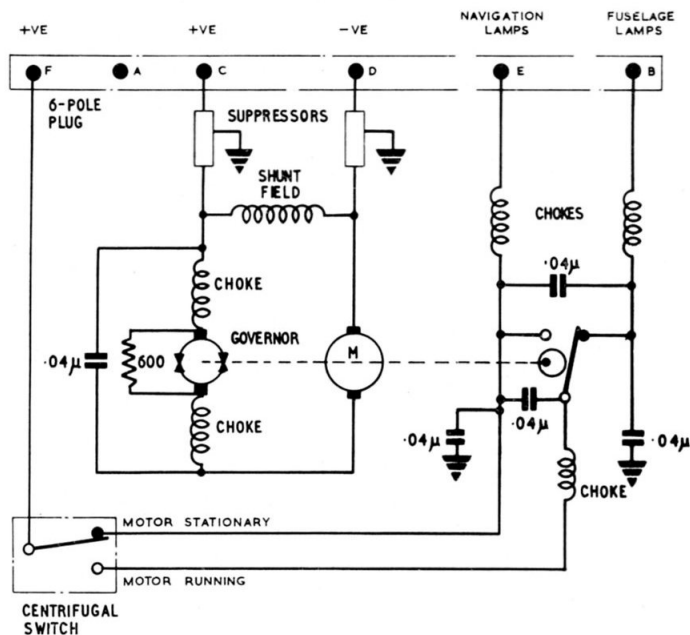 +VE
+VE
-VE
NAVIGATION
LAMPS
FUSELAGE
LAMPS
F
A
C
D
E
B
6-POLE
PLUG
SUPPRESSORS
SHUNT
FIELD
CHOKES
·04μ
CHOKE
GOVERNOR
·04μ
600
M
CHOKE
·04μ
·04μ
·04μ
CHOKE
MOTOR STATIONARY
MOTOR RUNNING
CENTRIFUGAL
SWITCH